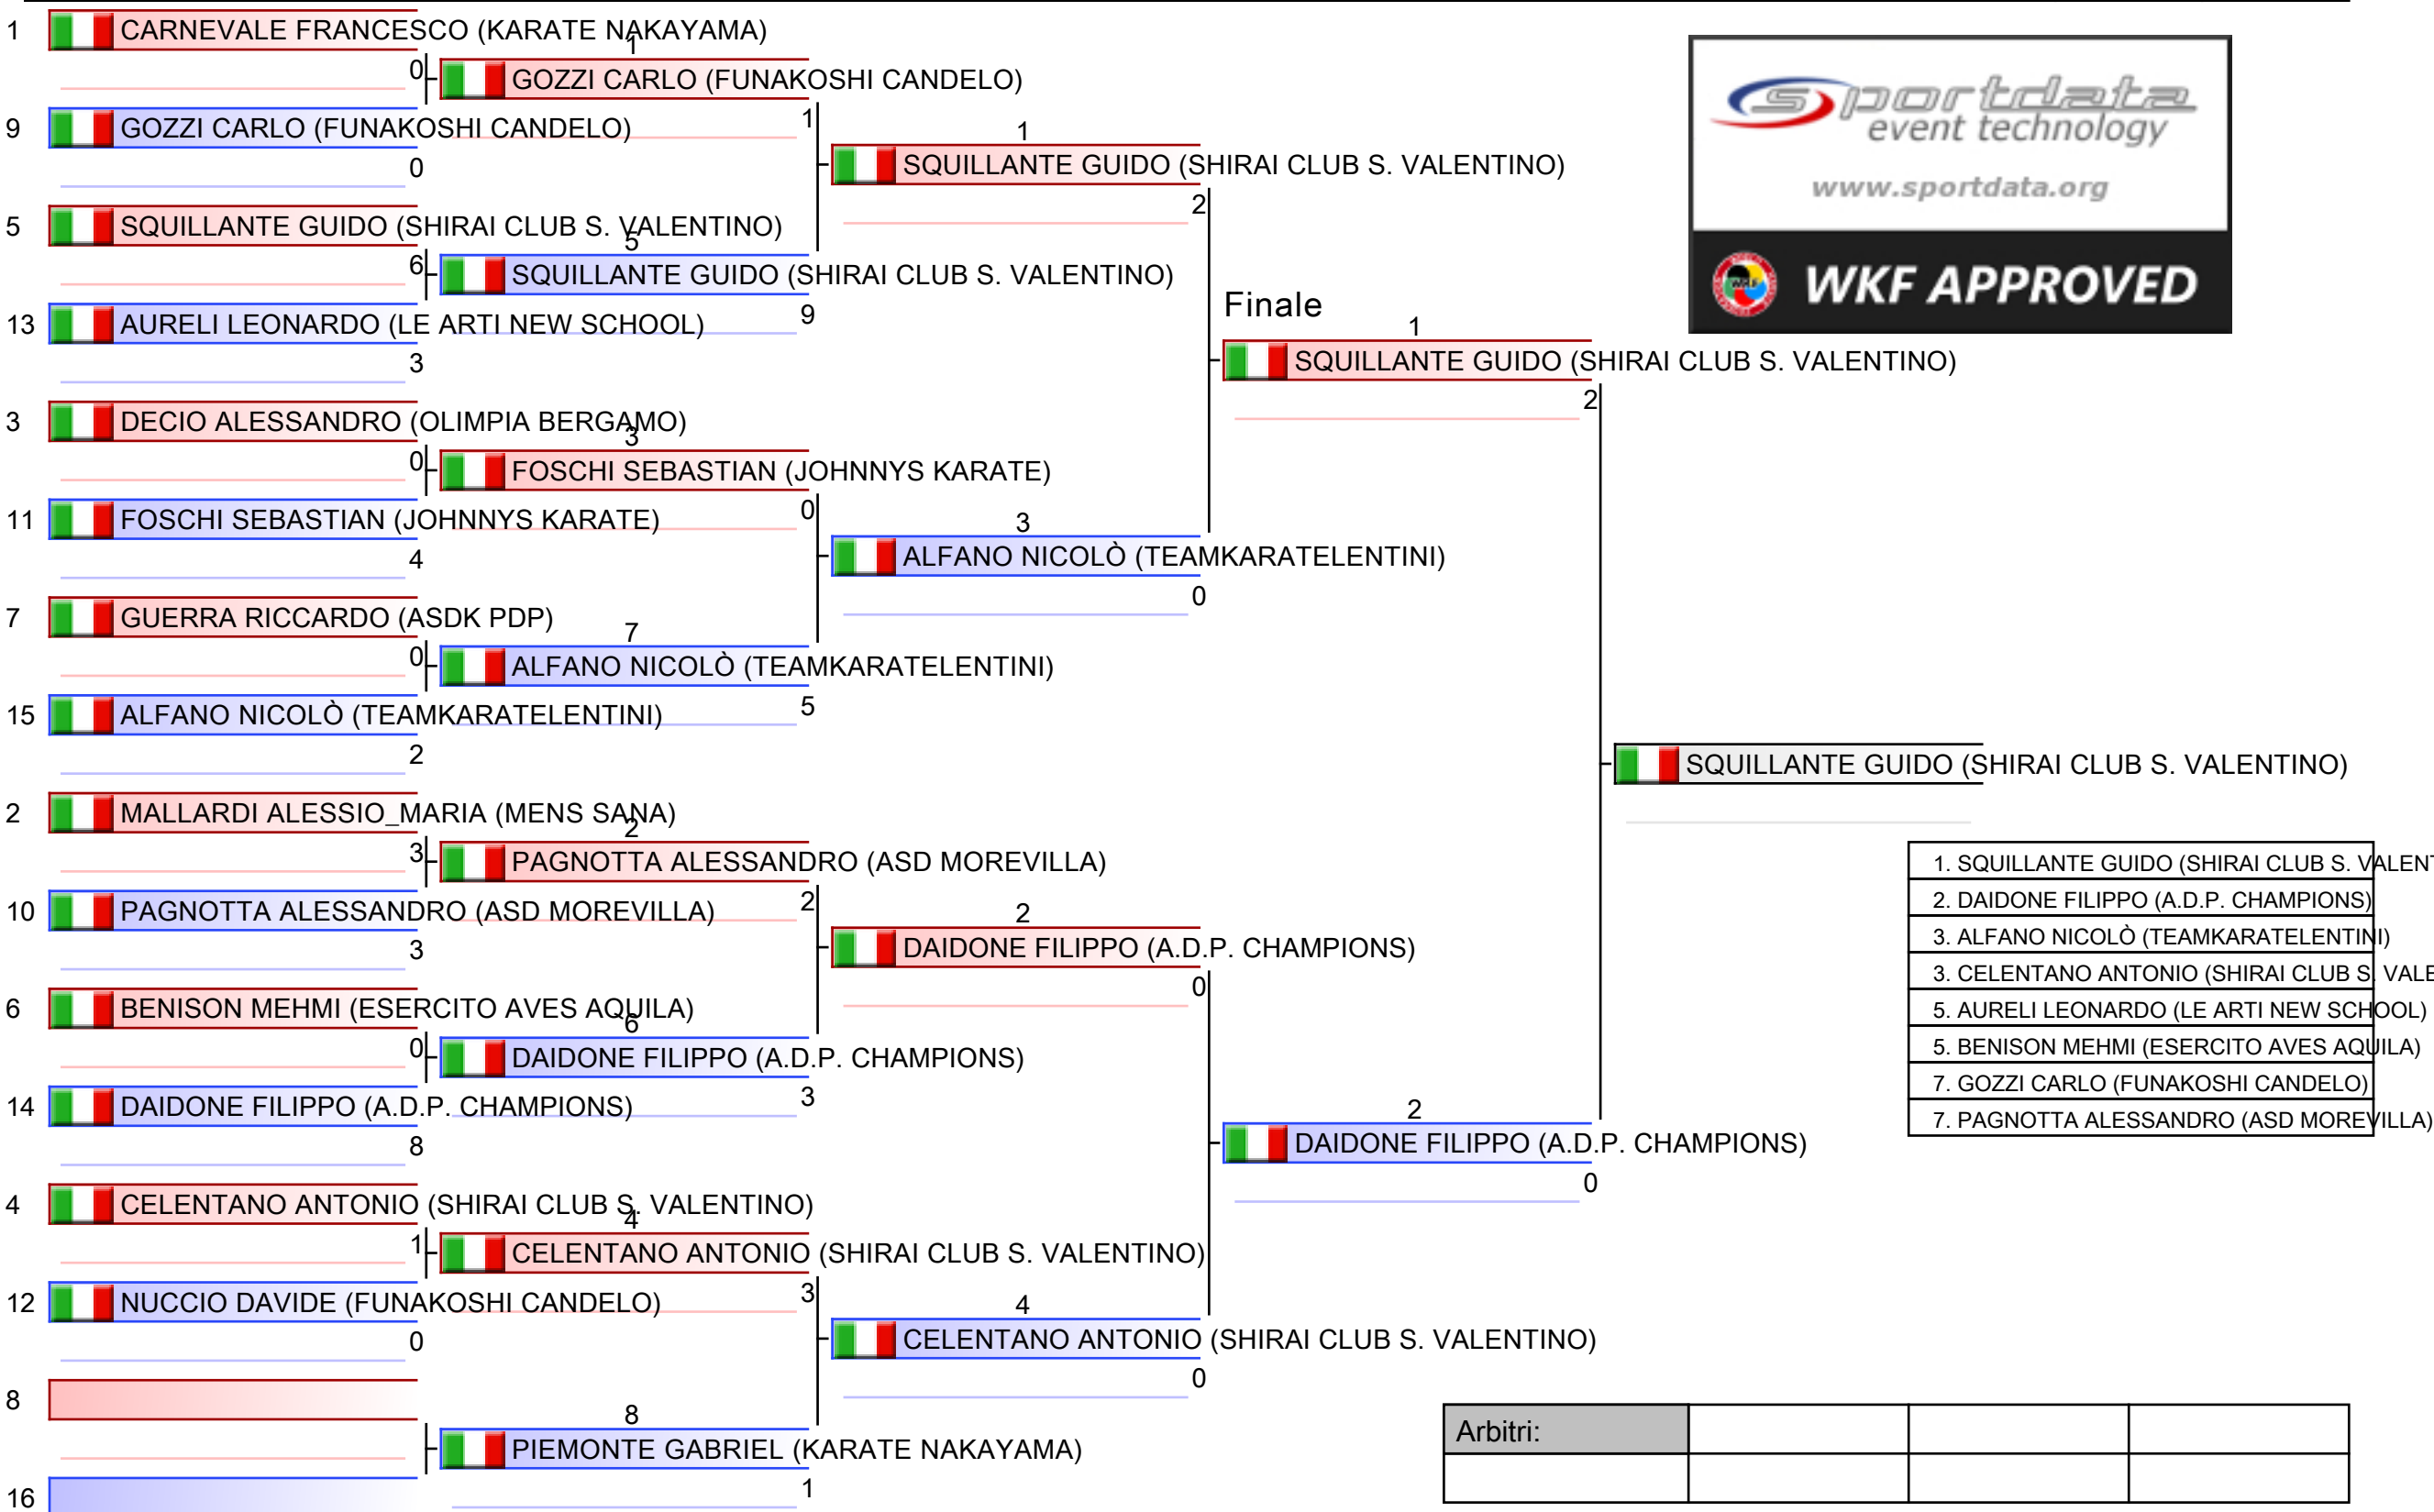 1 CARNEVALE FRANCESCO (KARATE NAKAYAMA)
0
9 GOZZI CARLO (FUNAKOSHI CANDELO)
0
5 SQUILLANTE GUIDO (SHIRAI CLUB S. VALENTINO)
6
13 AURELI LEONARDO (LE ARTI NEW SCHOOL)
3
3 DECIO ALESSANDRO (OLIMPIA BERGAMO)
0
11 FOSCHI SEBASTIAN (JOHNNYS KARATE)
4
7 GUERRA RICCARDO (ASDK PDP)
0
15 ALFANO NICOLÒ (TEAMKARATELENTINI)
2
2 MALLARDI ALESSIO_MARIA (MENS SANA)
3
10 PAGNOTTA ALESSANDRO (ASD MOREVILLA)
3
6 BENISON MEHMI (ESERCITO AVES AQUILA)
0
14 DAIDONE FILIPPO (A.D.P. CHAMPIONS)
8
4 CELENTANO ANTONIO (SHIRAI CLUB S. VALENTINO)
1
12 NUCCIO DAVIDE (FUNAKOSHI CANDELO)
0
8
16
1
GOZZI CARLO (FUNAKOSHI CANDELO)
1
5
SQUILLANTE GUIDO (SHIRAI CLUB S. VALENTINO)
9
3
FOSCHI SEBASTIAN (JOHNNYS KARATE)
0
7
ALFANO NICOLÒ (TEAMKARATELENTINI)
5
2
PAGNOTTA ALESSANDRO (ASD MOREVILLA)
2
6
DAIDONE FILIPPO (A.D.P. CHAMPIONS)
3
4
CELENTANO ANTONIO (SHIRAI CLUB S. VALENTINO)
3
8
PIEMONTE GABRIEL (KARATE NAKAYAMA)
1
1
SQUILLANTE GUIDO (SHIRAI CLUB S. VALENTINO)
2
3
ALFANO NICOLÒ (TEAMKARATELENTINI)
0
2
DAIDONE FILIPPO (A.D.P. CHAMPIONS)
0
4
CELENTANO ANTONIO (SHIRAI CLUB S. VALENTINO)
0
Finale
1
SQUILLANTE GUIDO (SHIRAI CLUB S. VALENTINO)
2
2
DAIDONE FILIPPO (A.D.P. CHAMPIONS)
0
SQUILLANTE GUIDO (SHIRAI CLUB S. VALENTINO)
sportdata
event technology
www.sportdata.org
WKF
WKF APPROVED
1. SQUILLANTE GUIDO (SHIRAI CLUB S. VALENT
2. DAIDONE FILIPPO (A.D.P. CHAMPIONS)
3. ALFANO NICOLÒ (TEAMKARATELENTINI)
3. CELENTANO ANTONIO (SHIRAI CLUB S. VALE
5. AURELI LEONARDO (LE ARTI NEW SCHOOL)
5. BENISON MEHMI (ESERCITO AVES AQUILA)
7. GOZZI CARLO (FUNAKOSHI CANDELO)
7. PAGNOTTA ALESSANDRO (ASD MOREVILLA)
Arbitri: